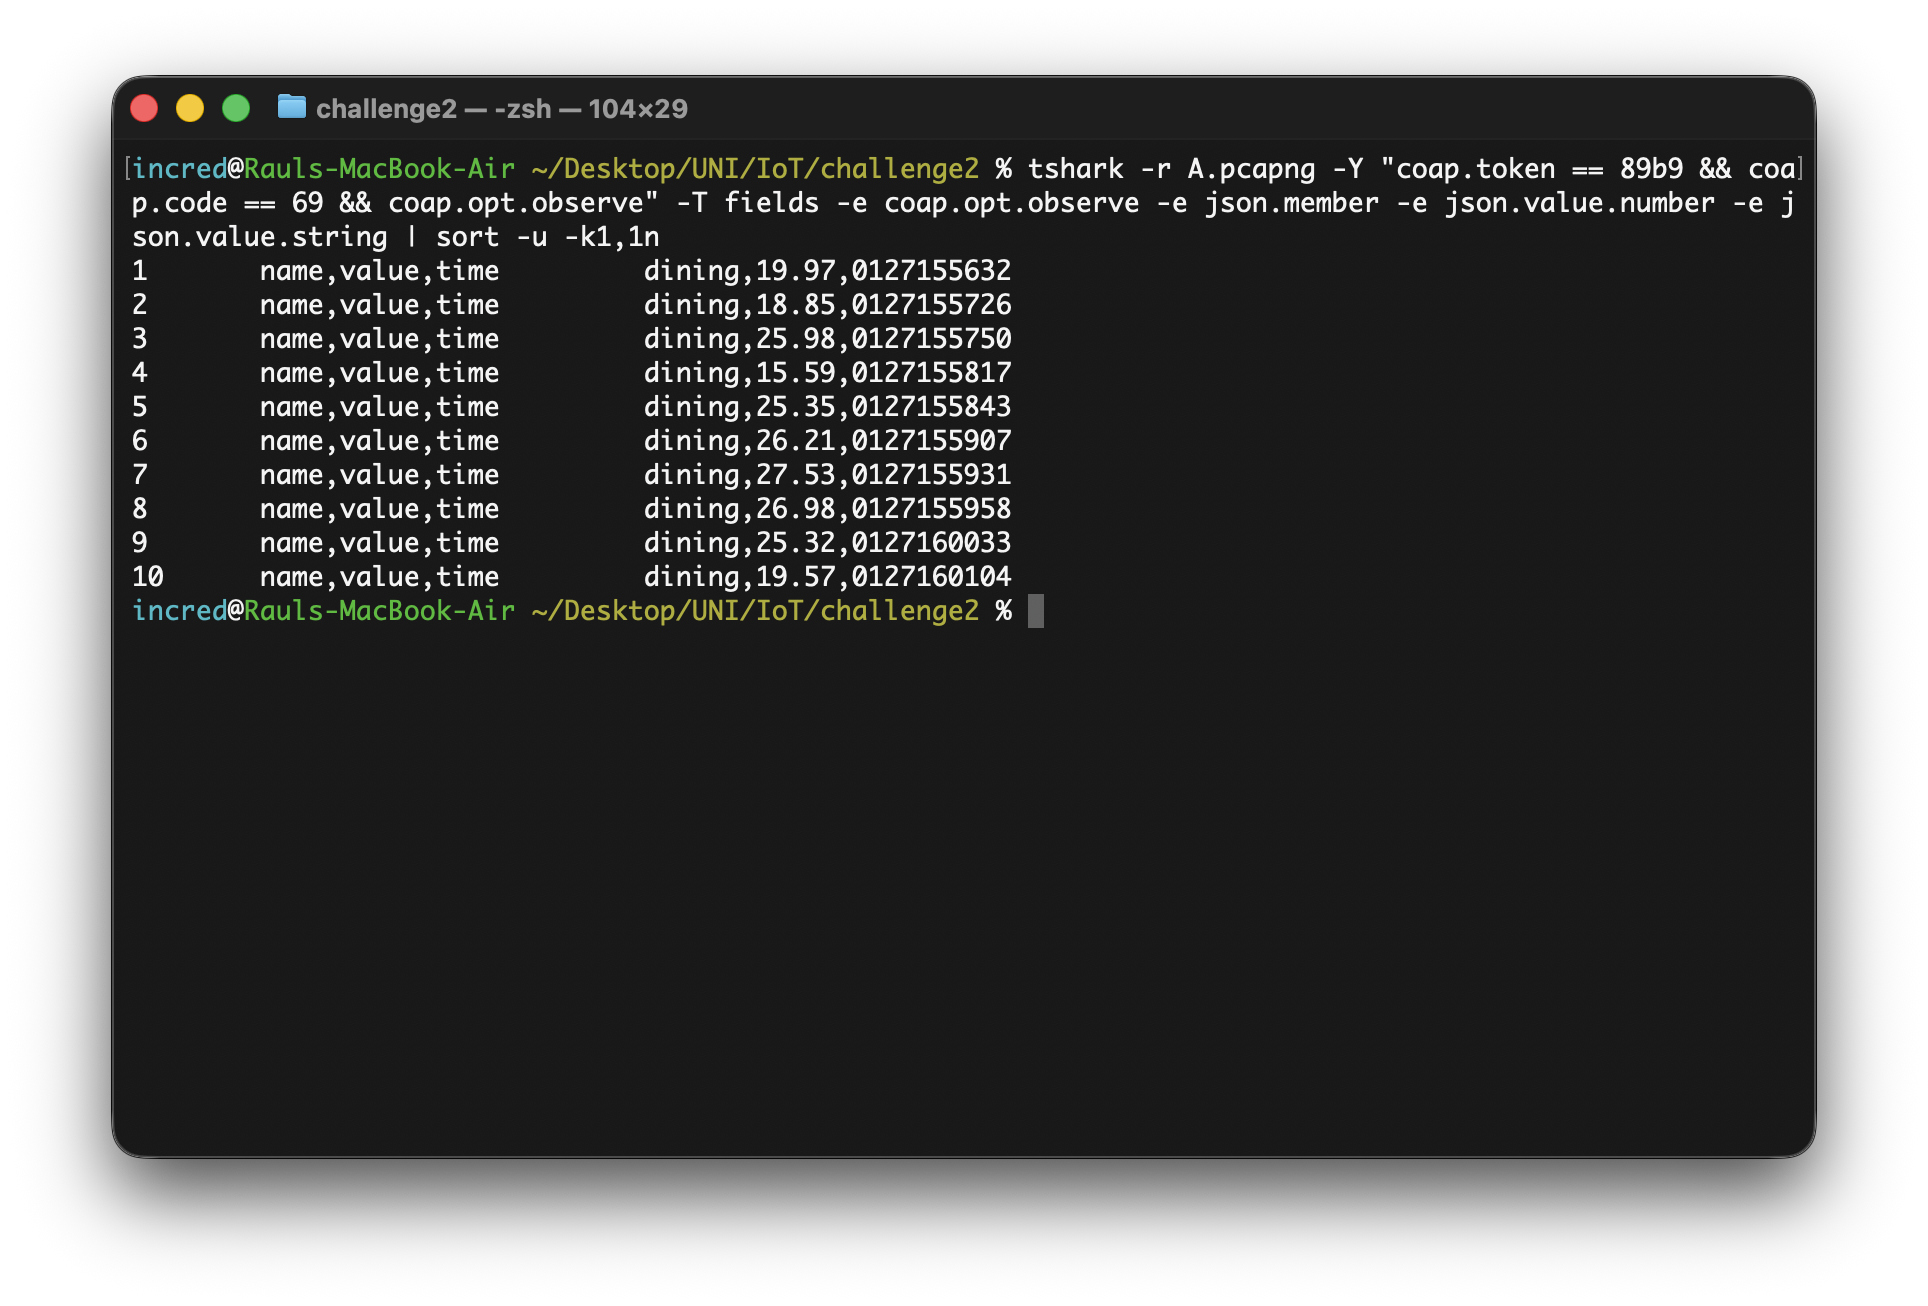 challenge2 — -zsh — 104×29
incred@Rauls-MacBook-Air ~/Desktop/UNI/IoT/challenge2 % tshark -r A.pcapng -Y "coap.token == 89b9 && coa
p.code == 69 && coap.opt.observe" -T fields -e coap.opt.observe -e json.member -e json.value.number -e j
son.value.string | sort -u -k1,1n
1 name,value,time dining,19.97,0127155632
2 name,value,time dining,18.85,0127155726
3 name,value,time dining,25.98,0127155750
4 name,value,time dining,15.59,0127155817
5 name,value,time dining,25.35,0127155843
6 name,value,time dining,26.21,0127155907
7 name,value,time dining,27.53,0127155931
8 name,value,time dining,26.98,0127155958
9 name,value,time dining,25.32,0127160033
10 name,value,time dining,19.57,0127160104
incred@Rauls-MacBook-Air ~/Desktop/UNI/IoT/challenge2 %